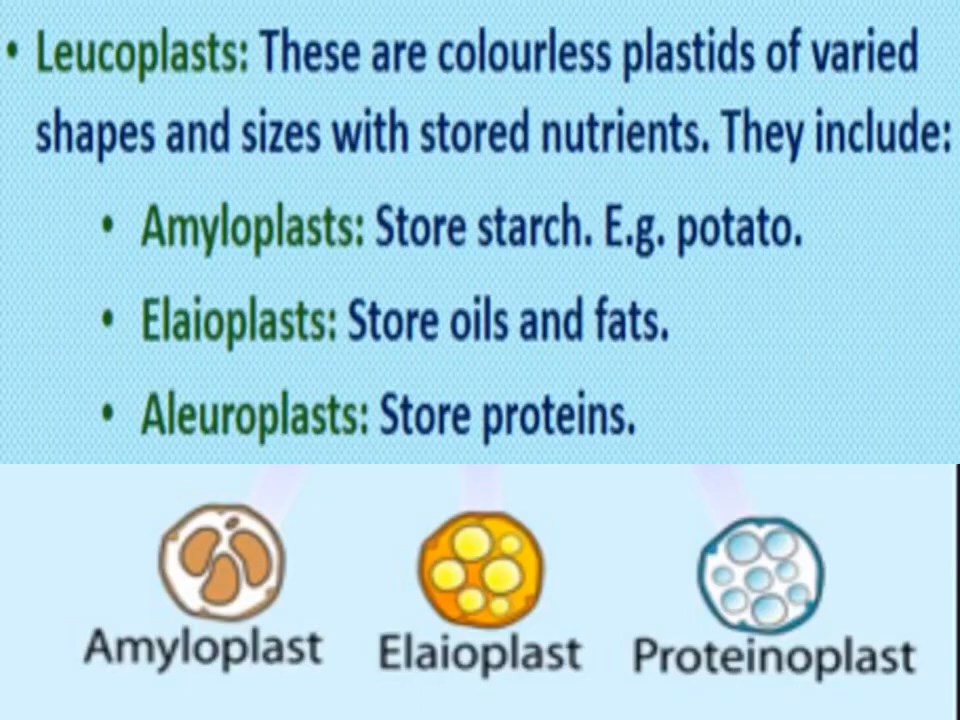 • Leucoplasts: These are colourless plastids of varied
shapes and sizes with stored nutrients. They include:
• Amyloplasts: Store starch. E.g. potato.
• Elaioplasts: Store oils and fats.
• Aleuroplasts: Store proteins.
Amyloplast Elaioplast Proteinoplast